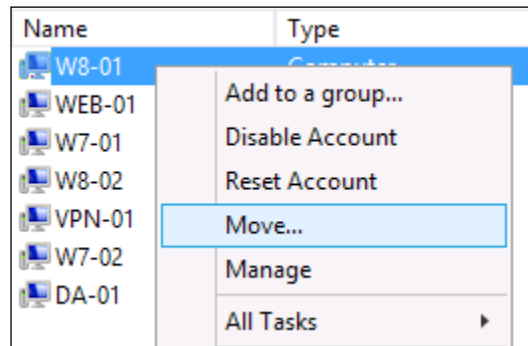 Name Type
W8-01 Computer
WEB-01
W7-01
W8-02
VPN-01
W7-02
DA-01
Add to a group...
Disable Account
Reset Account
Move...
Manage
All Tasks